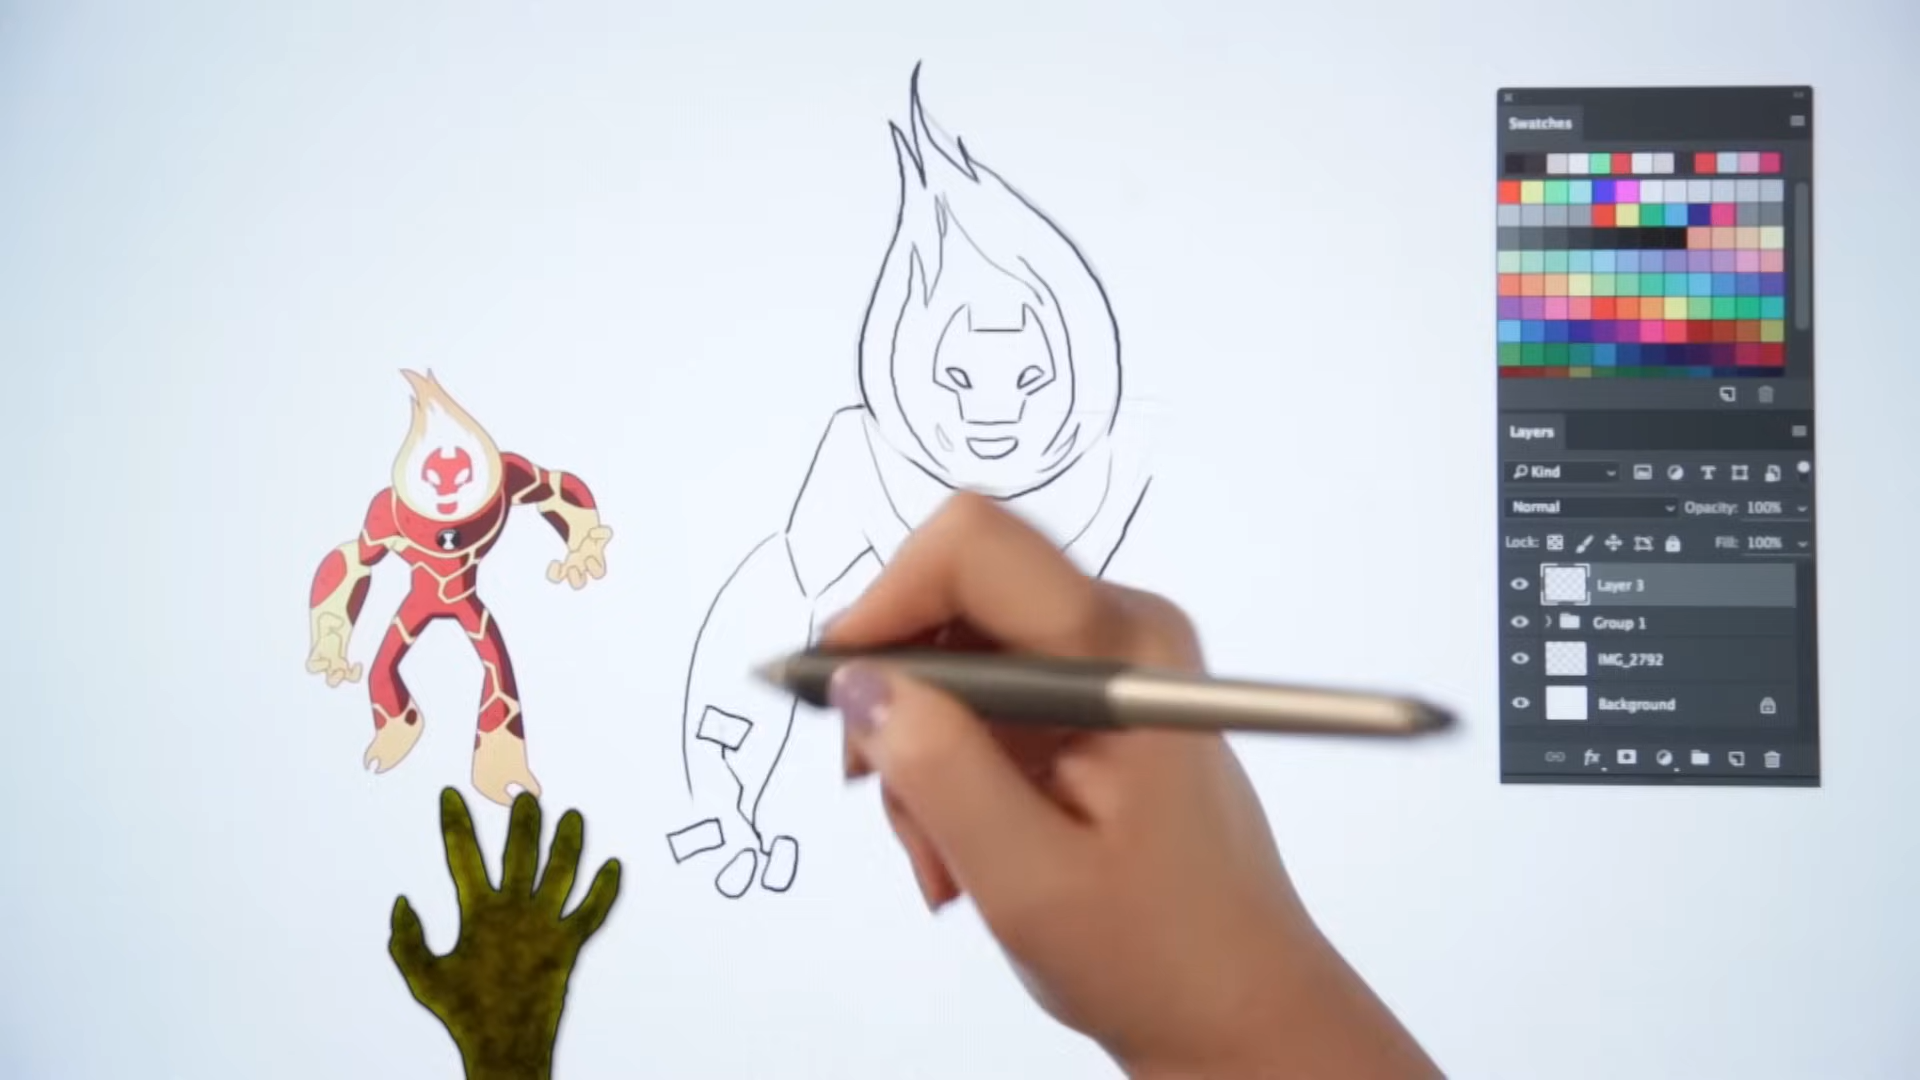 Swatches
Layers
Kind
Normal Opacity: 100%
Lock: Fill: 100%
Layer 3
Group 1
IMG_2792
Background
fx